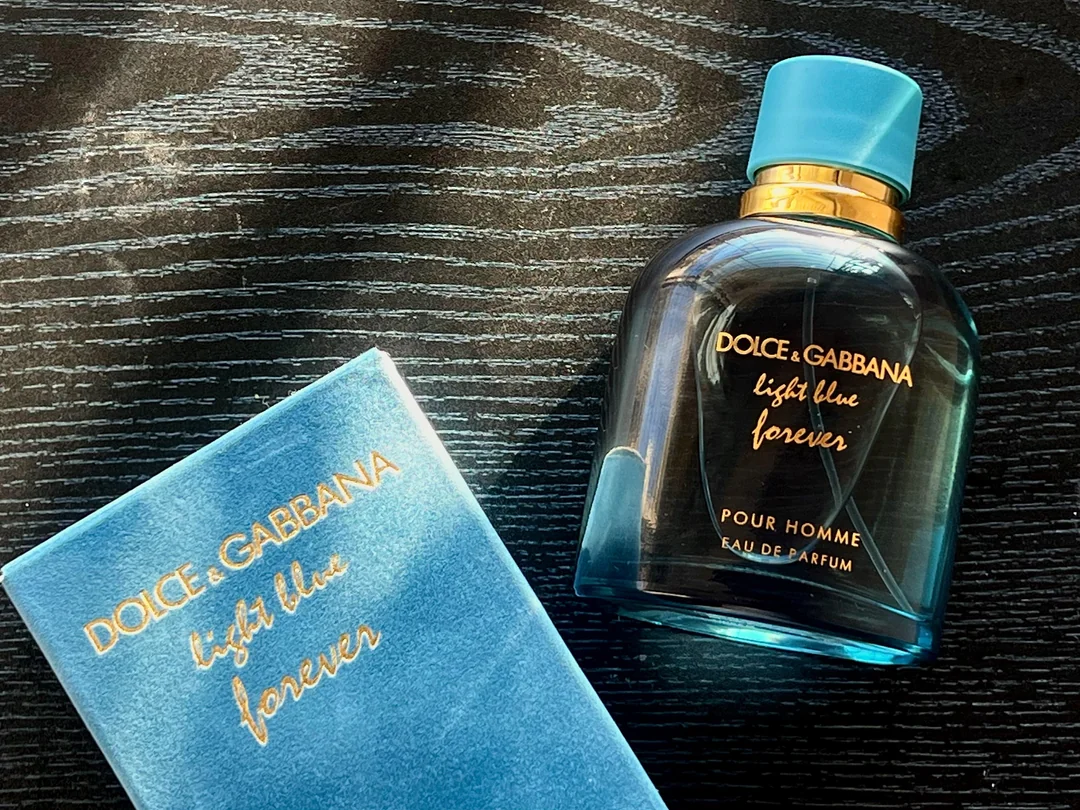 DOLCE & GABBANA
light blue
forever
DOLCE & GABBANA
light blue
forever
POUR HOMME
EAU DE PARFUM